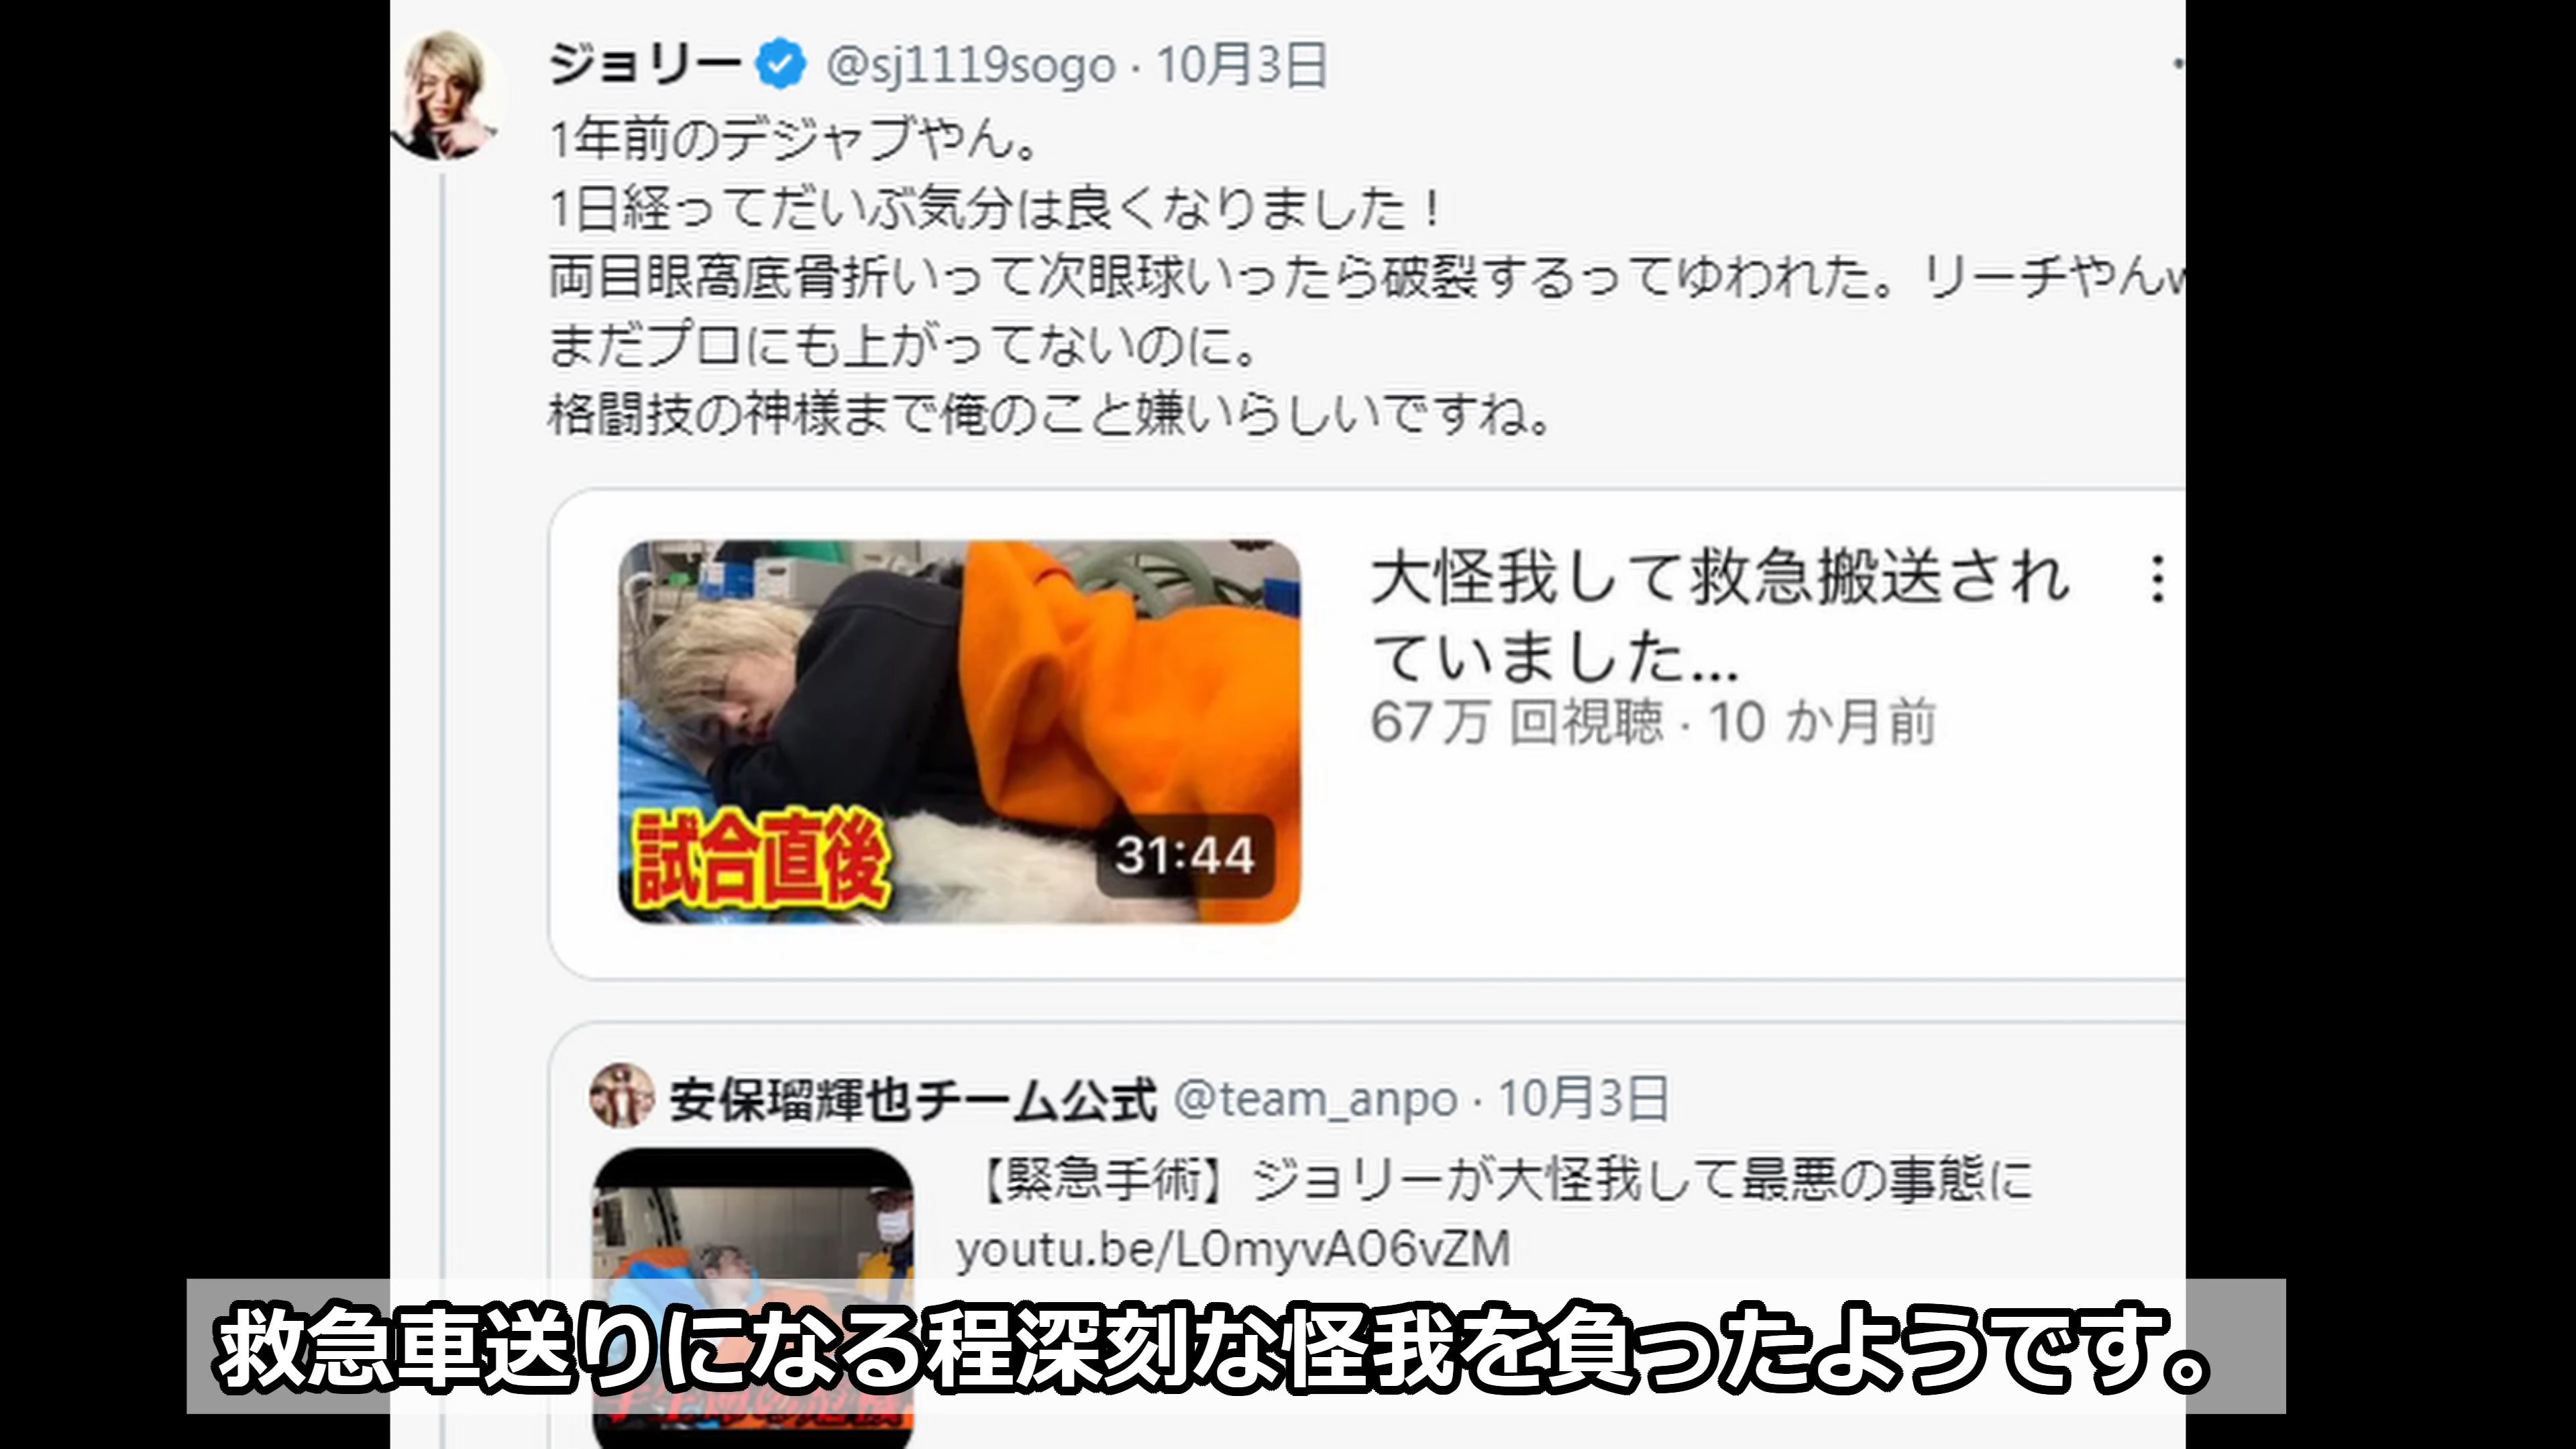 ジョリー @sj1119sogo · 10月3日
1年前のデジャブやん。
1日経ってだいぶ気分は良くなりました！
両目眼窩底骨折いって次眼球いったら破裂するってゆわれた。リーチやんw
まだプロにも上がってないのに。
格闘技の神様まで俺のこと嫌いらしいですね。
大怪我して救急搬送され
ていました...
67万 回視聴 · 10 か月前
試合直後
31:44
安保瑠輝也チーム公式 @team_anpo · 10月3日
【緊急手術】ジョリーが大怪我して最悪の事態に
youtu.be/L0myvA06vZM
救急車送りになる程深刻な怪我を負ったようです。